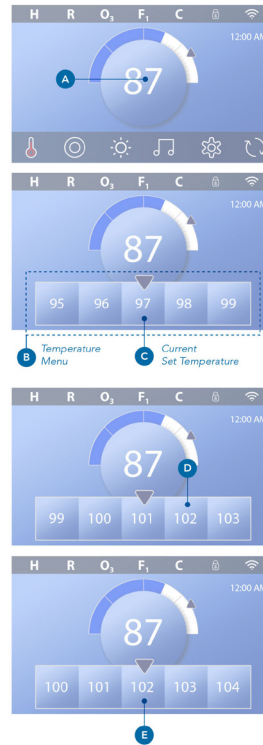 H R O₃ F₁ C
12:00 AM
A
87
H R O₃ F₁ C
12:00 AM
87
95 96 97 98 99
B Temperature Menu
C Current Set Temperature
H R O₃ F₁ C
12:00 AM
87
D
99 100 101 102 103
H R O₃ F₁ C
12:00 AM
87
100 101 102 103 104
E